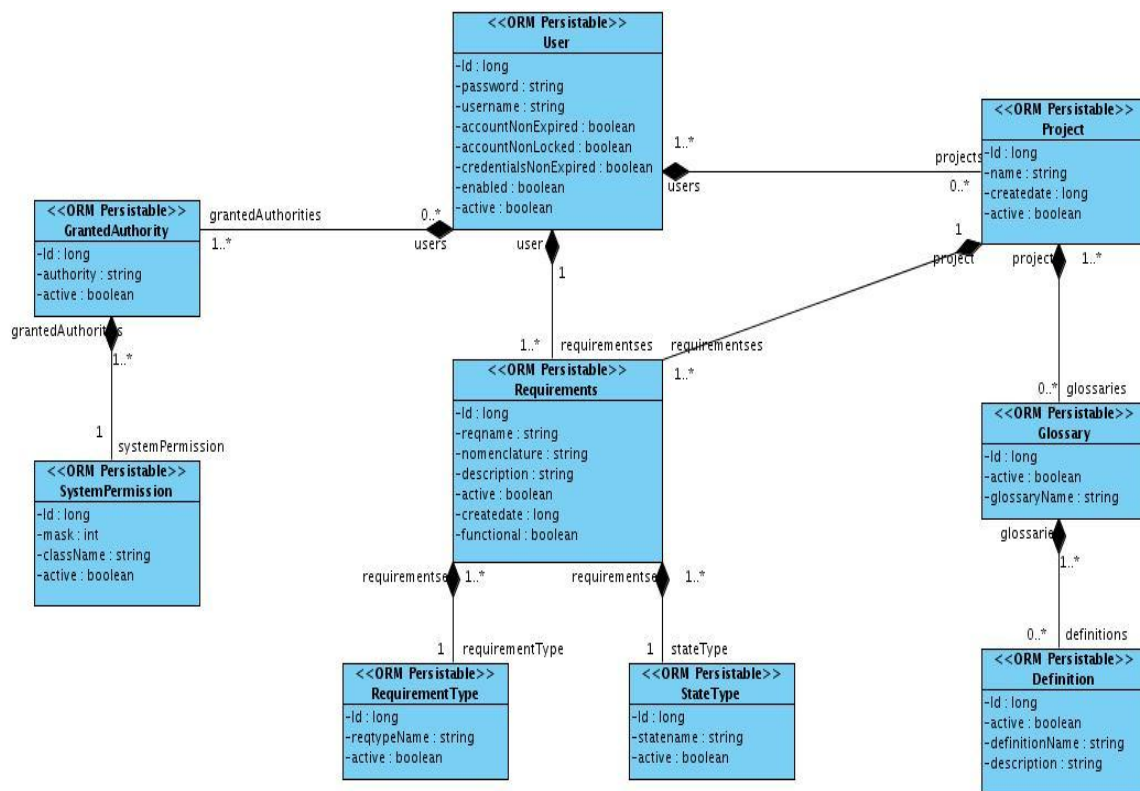 <<ORM Persistable>>
User
-Id : long
-password : string
-username : string
-accountNonExpired : boolean
-accountNonLocked : boolean
-credentialsNonExpired : boolean
-enabled : boolean
-active : boolean
<<ORM Persistable>>
Project
-Id : long
-name : string
-createdate : long
-active : boolean
1..*
users
projects
0..*
<<ORM Persistable>>
GrantedAuthority
-Id : long
-authority : string
-active : boolean
grantedAuthorities
1..*
0..*
users
user
1
1..*
requirementses
1
project
requirementses
1..*
project
1..*
0..*
glossaries
grantedAuthorities
1..*
1
systemPermission
<<ORM Persistable>>
SystemPermission
-Id : long
-mask : int
-className : string
-active : boolean
<<ORM Persistable>>
Requirements
-Id : long
-reqname : string
-nomenclature : string
-description : string
-active : boolean
-createdate : long
-functional : boolean
<<ORM Persistable>>
Glossary
-Id : long
-active : boolean
-glossaryName : string
requirementse
1..*
1
requirementType
requirementse
1..*
1
stateType
glossarie
1..*
0..*
definitions
<<ORM Persistable>>
RequirementType
-Id : long
-reqtypeName : string
-active : boolean
<<ORM Persistable>>
StateType
-Id : long
-statename : string
-active : boolean
<<ORM Persistable>>
Definition
-Id : long
-active : boolean
-definitionName : string
-description : string